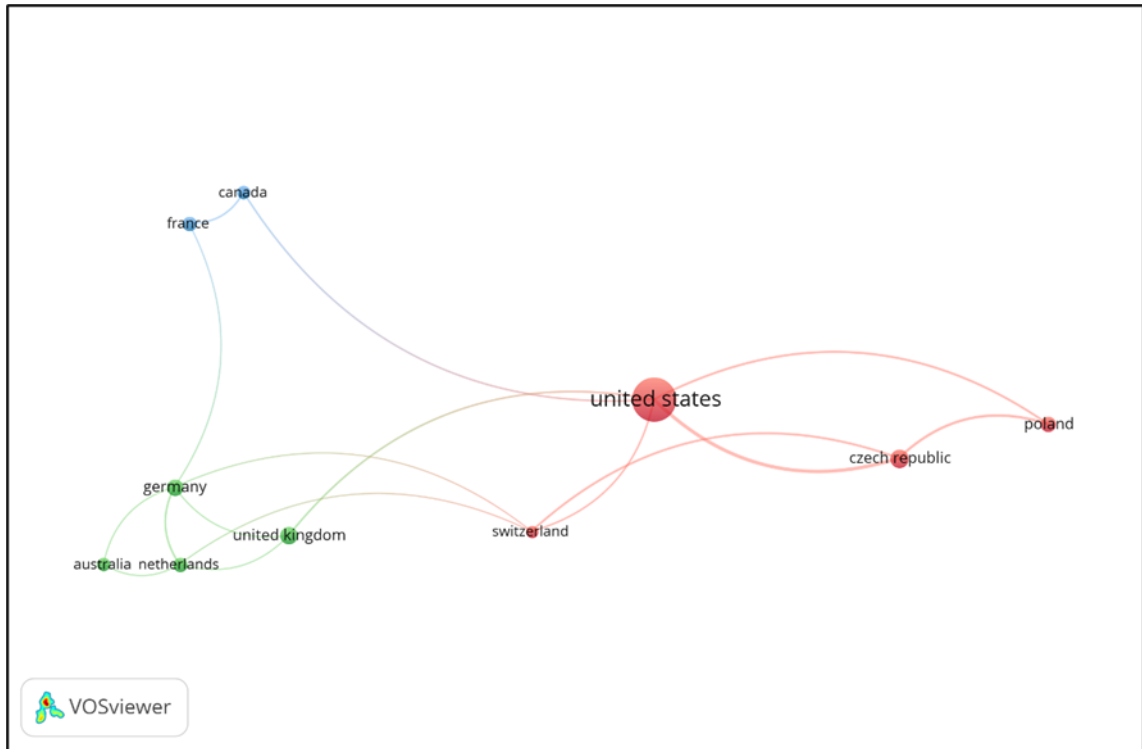 canada
france
united states
poland
czech republic
germany
united kingdom
switzerland
australia
netherlands
VOSviewer